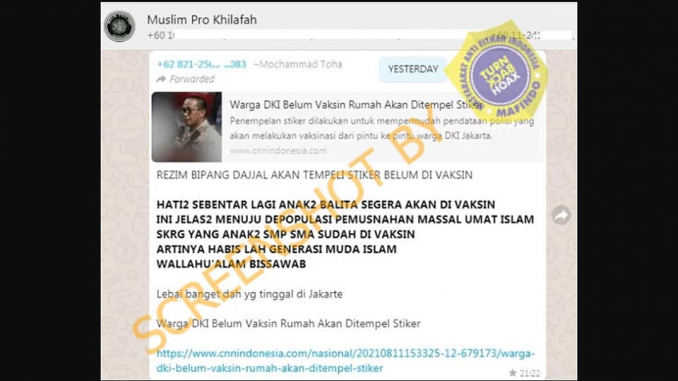 Muslim Pro Khilafah
+62 821-25 083 ~Mochammad Toha
YESTERDAY
Forwarded
Warga DKI Belum Vaksin Rumah Akan Ditempel Stiker
Penempelan stiker dilakukan untuk mempermudah pendataan polisi yang
akan melakukan vaksinasi dari pintu ke pintu warga DKI Jakarta.
www.cnnindonesia.com
REZIM BIPANG DAJJAL AKAN TEMPELI STIKER BELUM DI VAKSIN
HATI2 SEBENTAR LAGI ANAK2 BALITA SEGERA AKAN DI VAKSIN
INI JELAS2 MENUJU DEPOPULASI PEMUSNAHAN MASSAL UMAT ISLAM
SKRG YANG ANAK2 SMP SMA SUDAH DI VAKSIN
ARTINYA HABIS LAH GENERASI MUDA ISLAM
WALLAHU'ALAM BISSAWAB
Lebai banget dah yg tinggal di Jakarte
Warga DKI Belum Vaksin Rumah Akan Ditempel Stiker
https://www.cnnindonesia.com/nasional/20210811153325-12-679173/warga-
dki-belum-vaksin-rumah-akan-ditempel-stiker
21:22
SCREENSHOT BY
MASYARAKAT ANTI FITNAH INDONESIA
TURN
BACK
HOAX
MAFINDO